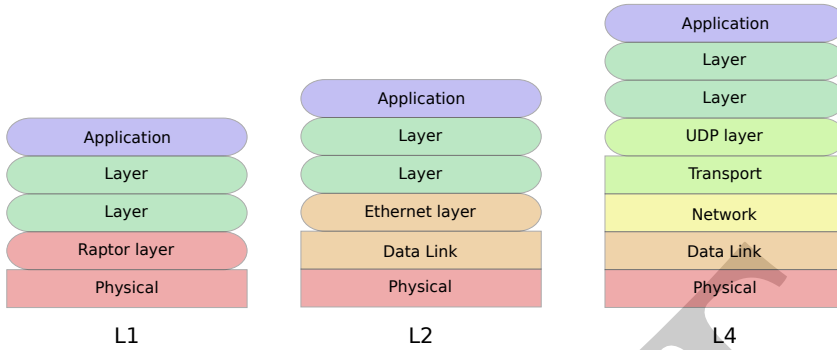 Application
Layer
Layer
Raptor layer
Physical
L1
Application
Layer
Layer
Ethernet layer
Data Link
Physical
L2
Application
Layer
Layer
UDP layer
Transport
Network
Data Link
Physical
L4